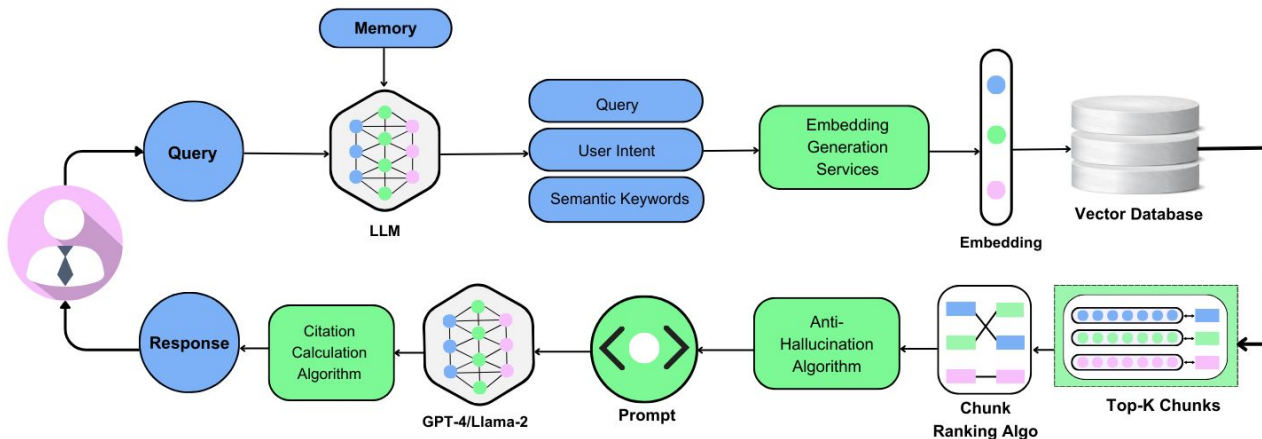 Memory
Query
LLM
Query
User Intent
Semantic Keywords
Embedding
Generation
Services
Embedding
Vector Database
Response
Citation
Calculation
Algorithm
GPT-4/Llama-2
Prompt
Anti-
Hallucination
Algorithm
Chunk
Ranking Algo
Top-K Chunks